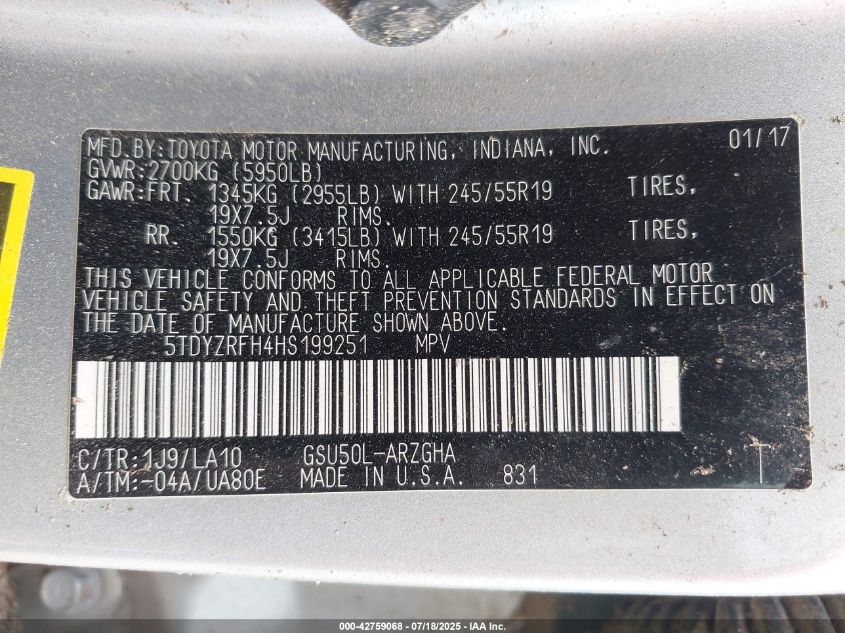 MFD. BY: TOYOTA MOTOR MANUFACTURING, INDIANA, INC. 01/17
GVWR: 2700KG (5950LB)
GAWR: FRT. 1345KG (2955LB) WITH 245/55R19 TIRES,
19X7.5J RIMS.
RR. 1550KG (3415LB) WITH 245/55R19 TIRES,
19X7.5J RIMS.
THIS VEHICLE CONFORMS TO ALL APPLICABLE FEDERAL MOTOR
VEHICLE SAFETY AND THEFT PREVENTION STANDARDS IN EFFECT ON
THE DATE OF MANUFACTURE SHOWN ABOVE.
5TDYZRFH4HS199251 MPV
C/TR: 1J9/LA10 GSU50L-ARZGHA
A/TM: -04A/UA80E MADE IN U.S.A. 831 T
000-42759068 - 07/18/2025 - IAA Inc.